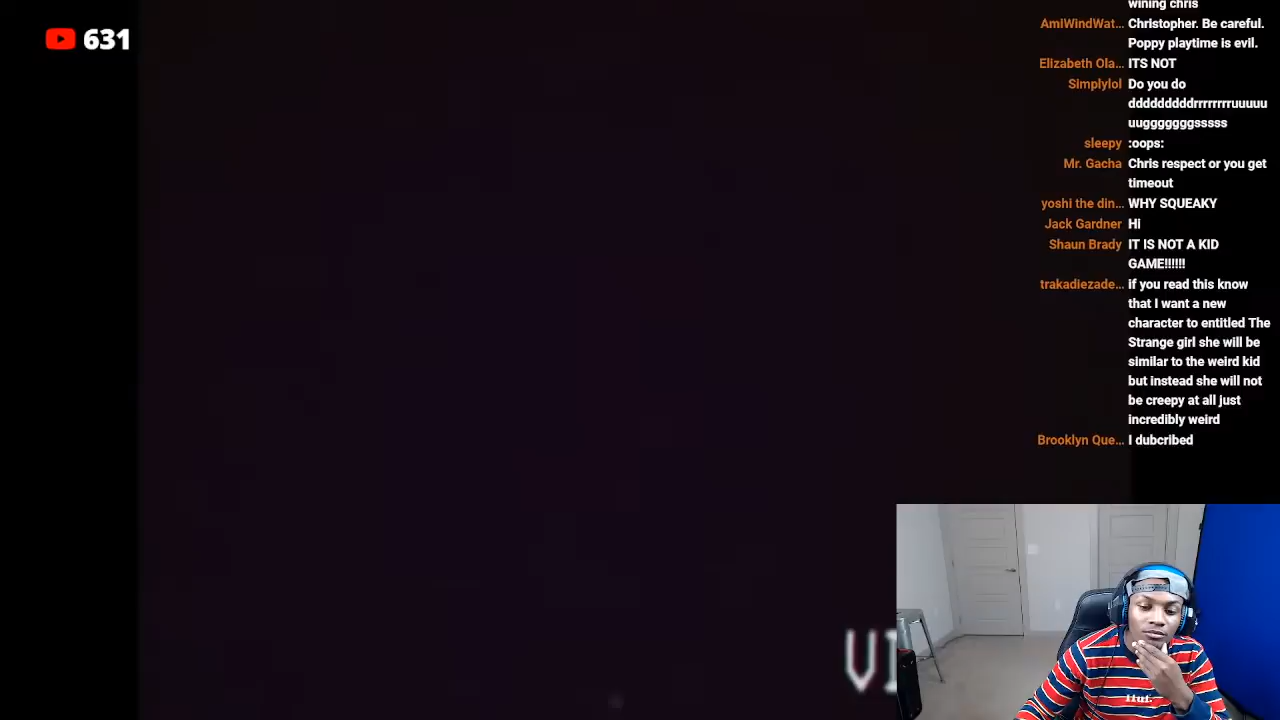 631
wining chris
AmIWindWat… Christopher. Be careful.
Poppy playtime is evil.
Elizabeth Ola… ITS NOT
Simplylol Do you do
dddddddddrrrrrrrruuuuu
uugggggggsssss
sleepy :oops:
Mr. Gacha Chris respect or you get
timeout
yoshi the din… WHY SQUEAKY
Jack Gardner Hi
Shaun Brady IT IS NOT A KID
GAME!!!!!!
trakadiezade… if you read this know
that I want a new
character to entitled The
Strange girl she will be
similar to the weird kid
but instead she will not
be creepy at all just
incredibly weird
Brooklyn Que… I dubcribed
Huf.